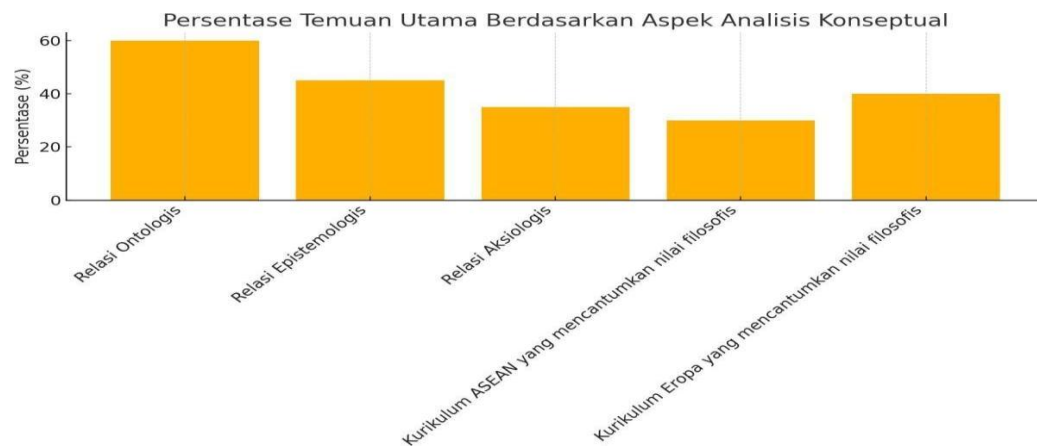 Persentase Temuan Utama Berdasarkan Aspek Analisis Konseptual
Persentase (%)
60
40
20
0
Relasi Ontologis
Relasi Epistemologis
Relasi Aksiologis
Kurikulum ASEAN yang mencantumkan nilai filosofis
Kurikulum Eropa yang mencantumkan nilai filosofis